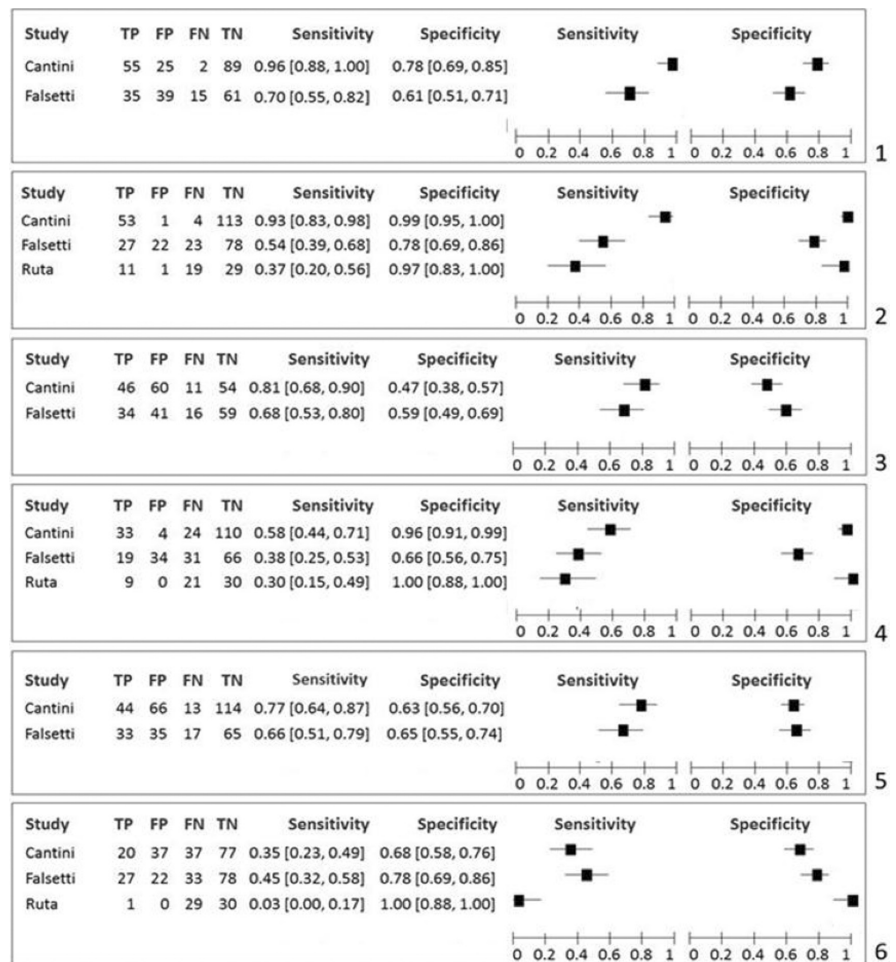 Study TP FP FN TN Sensitivity Specificity Sensitivity Specificity
Cantini 55 25 2 89 0.96 [0.88, 1.00] 0.78 [0.69, 0.85]
Falsetti 35 39 15 61 0.70 [0.55, 0.82] 0.61 [0.51, 0.71]
0 0.2 0.4 0.6 0.8 1 0 0.2 0.4 0.6 0.8 1
1
Study TP FP FN TN Sensitivity Specificity Sensitivity Specificity
Cantini 53 1 4 113 0.93 [0.83, 0.98] 0.99 [0.95, 1.00]
Falsetti 27 22 23 78 0.54 [0.39, 0.68] 0.78 [0.69, 0.86]
Ruta 11 1 19 29 0.37 [0.20, 0.56] 0.97 [0.83, 1.00]
0 0.2 0.4 0.6 0.8 1 0 0.2 0.4 0.6 0.8 1
2
Study TP FP FN TN Sensitivity Specificity Sensitivity Specificity
Cantini 46 60 11 54 0.81 [0.68, 0.90] 0.47 [0.38, 0.57]
Falsetti 34 41 16 59 0.68 [0.53, 0.80] 0.59 [0.49, 0.69]
0 0.2 0.4 0.6 0.8 1 0 0.2 0.4 0.6 0.8 1
3
Study TP FP FN TN Sensitivity Specificity Sensitivity Specificity
Cantini 33 4 24 110 0.58 [0.44, 0.71] 0.96 [0.91, 0.99]
Falsetti 19 34 31 66 0.38 [0.25, 0.53] 0.66 [0.56, 0.75]
Ruta 9 0 21 30 0.30 [0.15, 0.49] 1.00 [0.88, 1.00]
0 0.2 0.4 0.6 0.8 1 0 0.2 0.4 0.6 0.8 1
4
Study TP FP FN TN Sensitivity Specificity Sensitivity Specificity
Cantini 44 66 13 114 0.77 [0.64, 0.87] 0.63 [0.56, 0.70]
Falsetti 33 35 17 65 0.66 [0.51, 0.79] 0.65 [0.55, 0.74]
0 0.2 0.4 0.6 0.8 1 0 0.2 0.4 0.6 0.8 1
5
Study TP FP FN TN Sensitivity Specificity Sensitivity Specificity
Cantini 20 37 37 77 0.35 [0.23, 0.49] 0.68 [0.58, 0.76]
Falsetti 27 22 33 78 0.45 [0.32, 0.58] 0.78 [0.69, 0.86]
Ruta 1 0 29 30 0.03 [0.00, 0.17] 1.00 [0.88, 1.00]
0 0.2 0.4 0.6 0.8 1 0 0.2 0.4 0.6 0.8 1
6